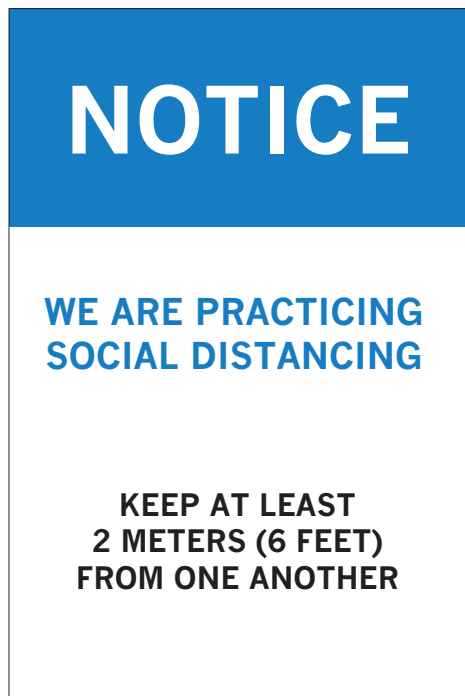 NOTICE
WE ARE PRACTICING
SOCIAL DISTANCING
KEEP AT LEAST
2 METERS (6 FEET)
FROM ONE ANOTHER